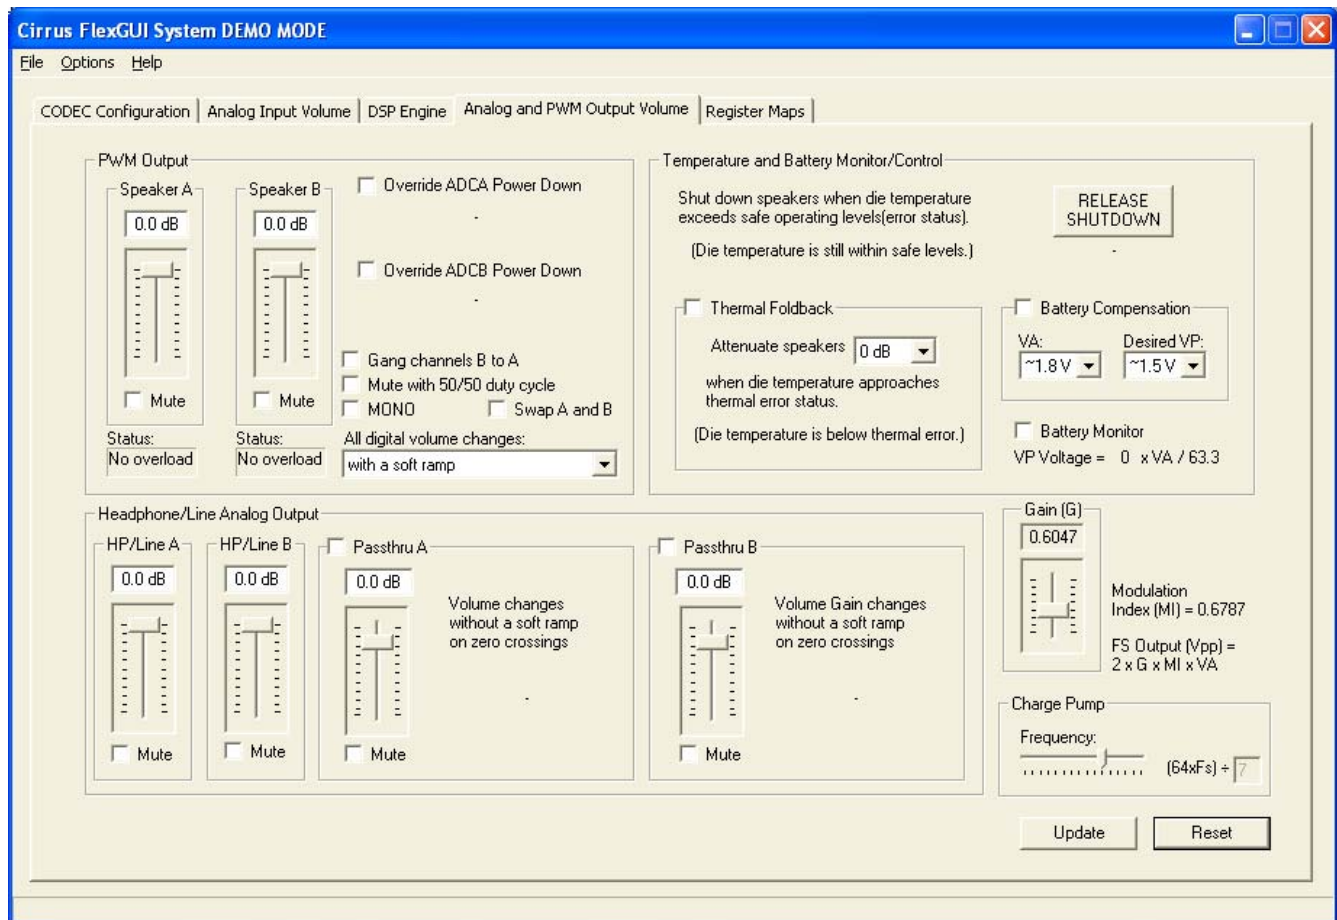 Cirrus FlexGUI System DEMO MODE
File Options Help
CODEC Configuration Analog Input Volume DSP Engine Analog and PWM Output Volume Register Maps
PWM Output
Speaker A
0.0 dB
Mute
Status:
No overload
Speaker B
0.0 dB
Mute
Status:
No overload
Override ADCA Power Down
-
Override ADCB Power Down
-
Gang channels B to A
Mute with 50/50 duty cycle
MONO
Swap A and B
All digital volume changes:
with a soft ramp
Temperature and Battery Monitor/Control
Shut down speakers when die temperature
exceeds safe operating levels(error status).
(Die temperature is still within safe levels.)
RELEASE
SHUTDOWN
-
Thermal Foldback
Attenuate speakers 0 dB
when die temperature approaches
thermal error status.
(Die temperature is below thermal error.)
Battery Compensation
VA:
~1.8 V
Desired VP:
~1.5 V
Battery Monitor
VP Voltage = 0 x VA / 63.3
Headphone/Line Analog Output
HP/Line A
0.0 dB
Mute
HP/Line B
0.0 dB
Mute
Passthru A
0.0 dB
Volume changes
without a soft ramp
on zero crossings
-
Mute
Passthru B
0.0 dB
Volume Gain changes
without a soft ramp
on zero crossings
-
Mute
Gain (G)
0.6047
Modulation
Index (MI) = 0.6787
FS Output (Vpp) =
2 x G x MI x VA
Charge Pump
Frequency:
(64xFs) ÷ 7
Update
Reset